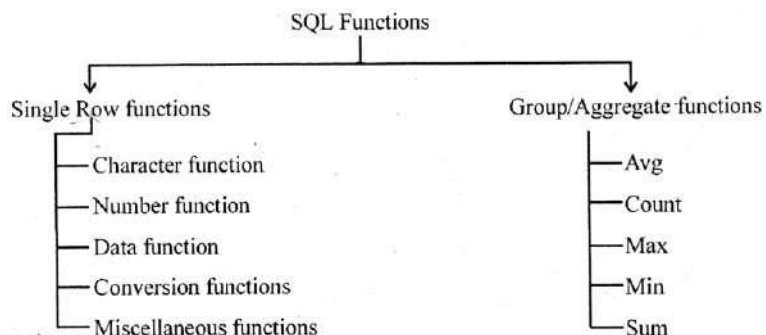 SQL Functions
Single Row functions
Group/Aggregate functions
Character function
Avg
Number function
Count
Data function
Max
Conversion functions
Min
Miscellaneous functions
Sum